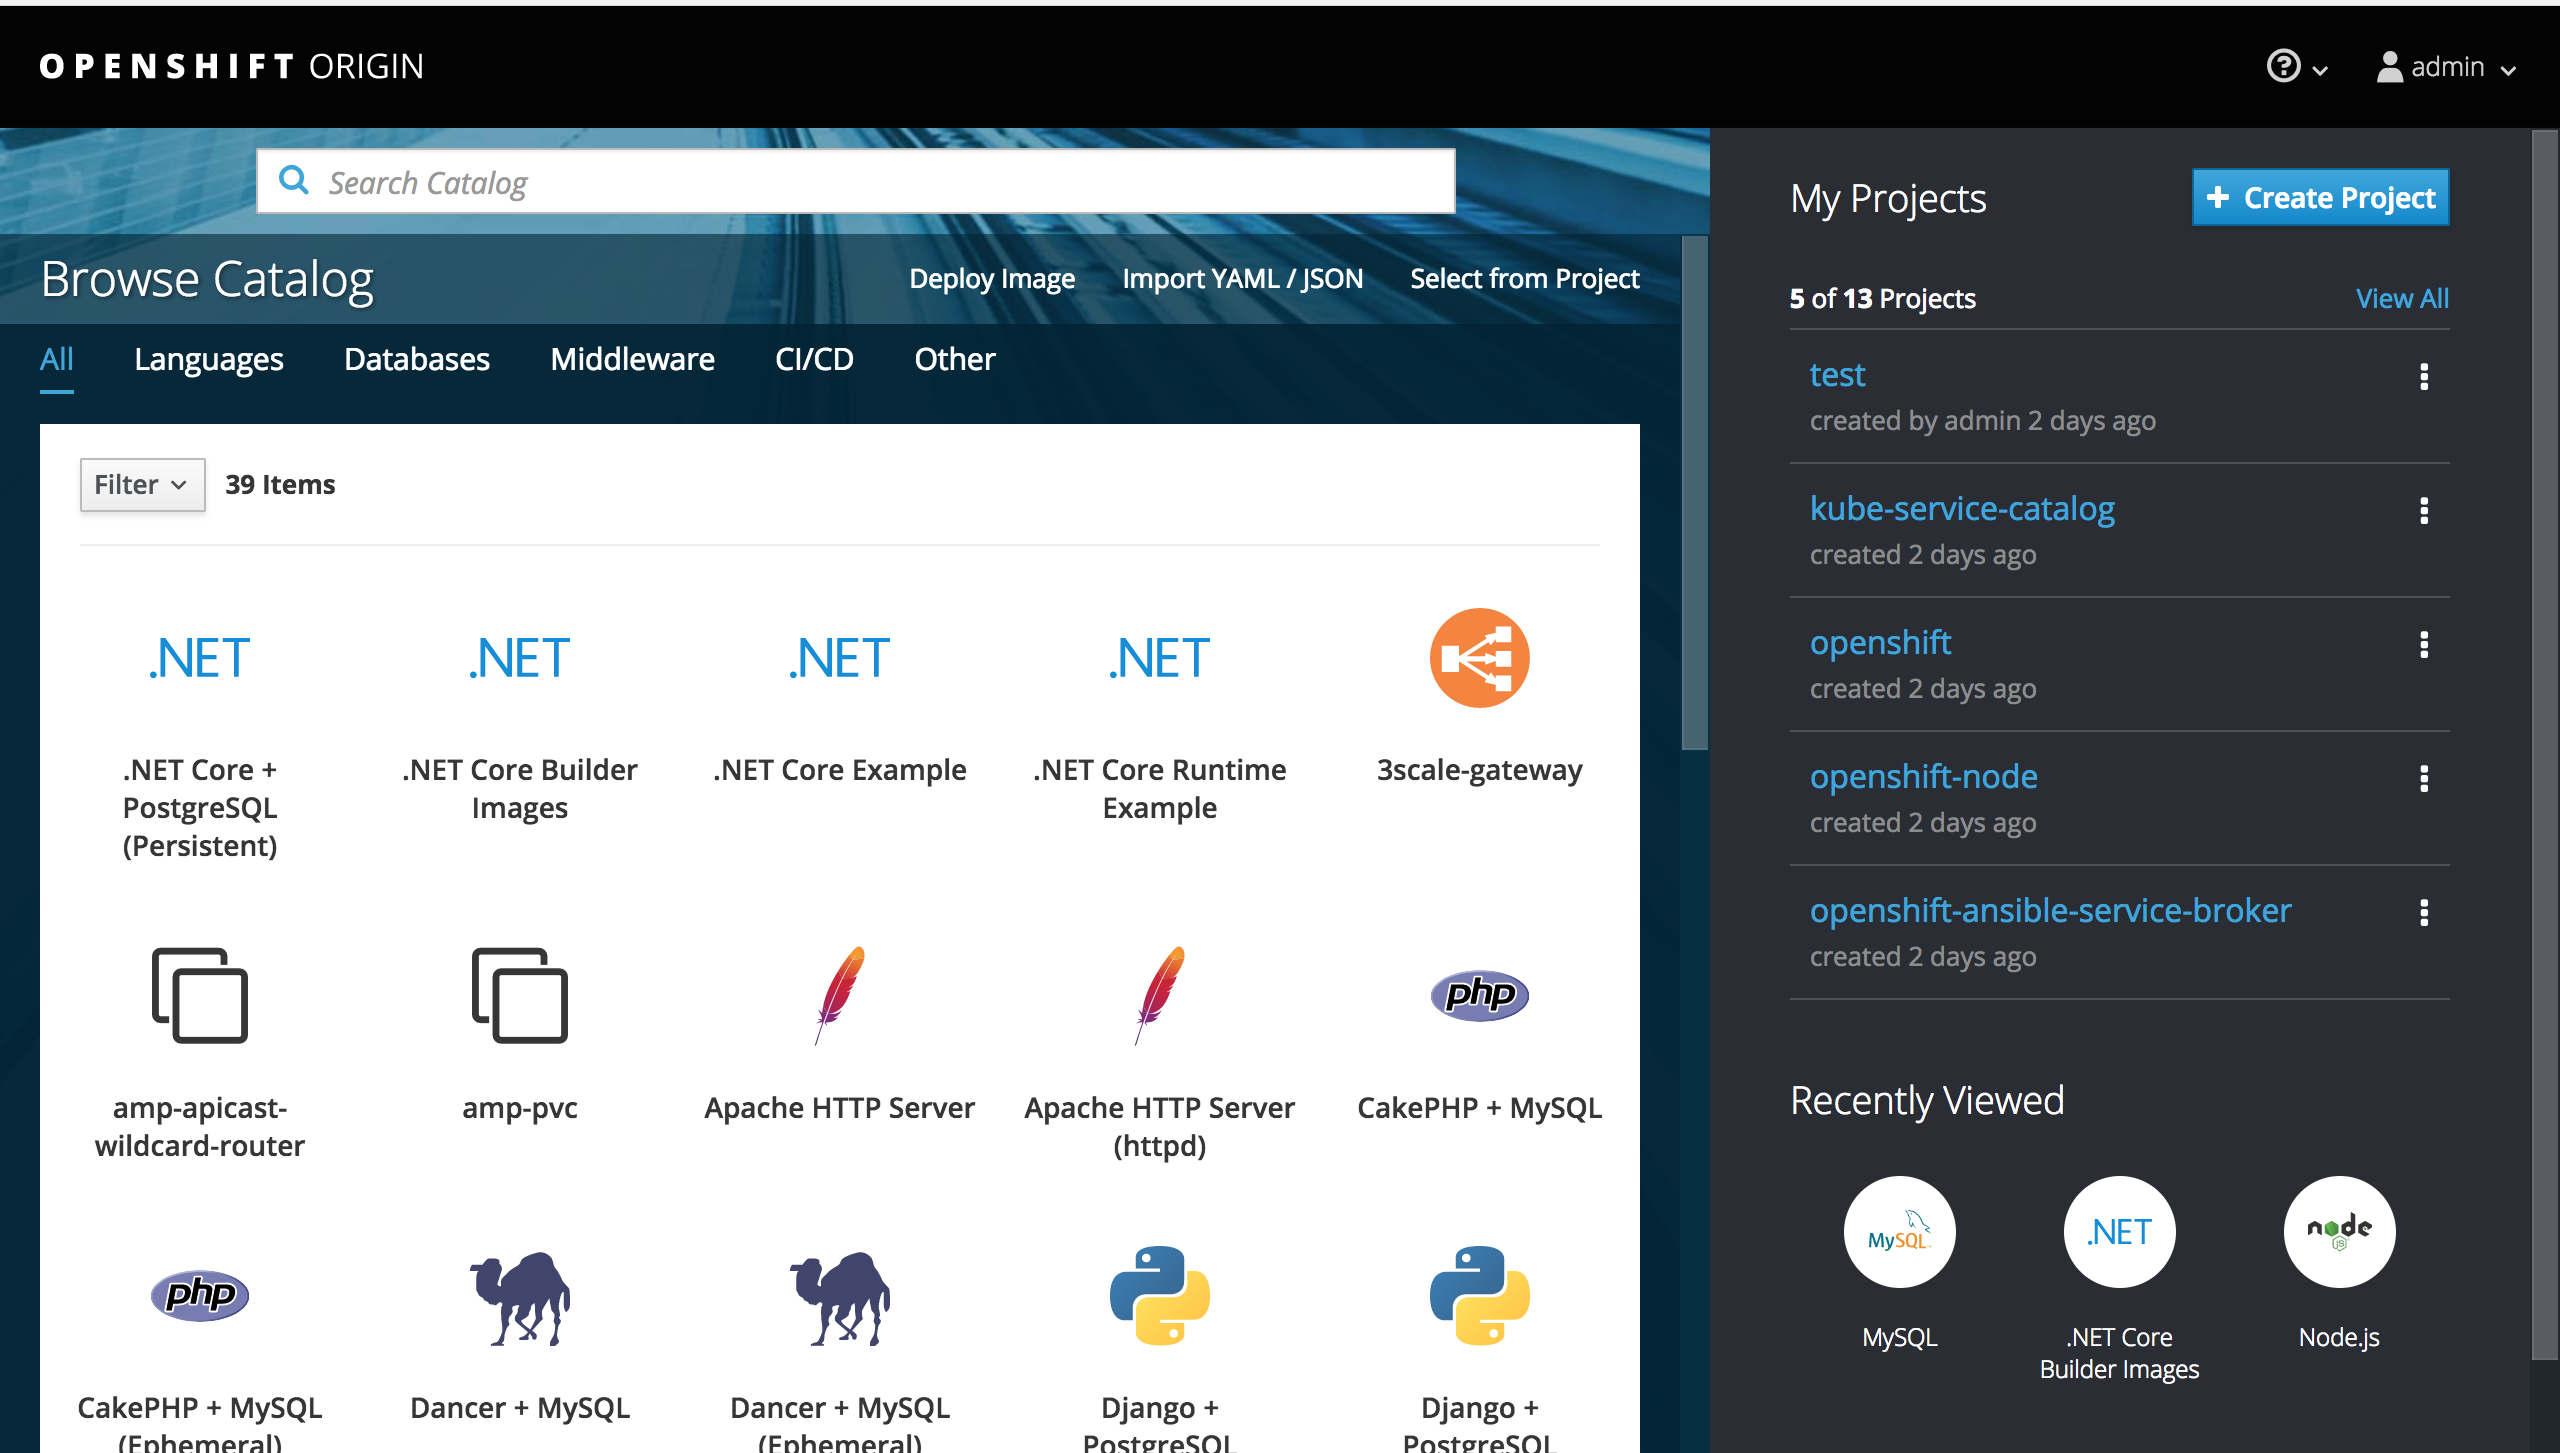 OPENSHIFT ORIGIN
admin
Search Catalog
Browse Catalog
Deploy Image
Import YAML / JSON
Select from Project
All
Languages
Databases
Middleware
CI/CD
Other
Filter
39 Items
.NET
.NET
.NET
.NET
.NET Core +
PostgreSQL
(Persistent)
.NET Core Builder
Images
.NET Core Example
.NET Core Runtime
Example
3scale-gateway
php
amp-apicast-
wildcard-router
amp-pvc
Apache HTTP Server
Apache HTTP Server
(httpd)
CakePHP + MySQL
php
CakePHP + MySQL
(Ephemeral)
Dancer + MySQL
Dancer + MySQL
(Ephemeral)
Django +
PostgreSQL
Django +
PostgreSQL
My Projects
Create Project
5 of 13 Projects
View All
test
created by admin 2 days ago
kube-service-catalog
created 2 days ago
openshift
created 2 days ago
openshift-node
created 2 days ago
openshift-ansible-service-broker
created 2 days ago
Recently Viewed
MySQL
.NET
node
JS
MySQL
.NET Core
Builder Images
Node.js